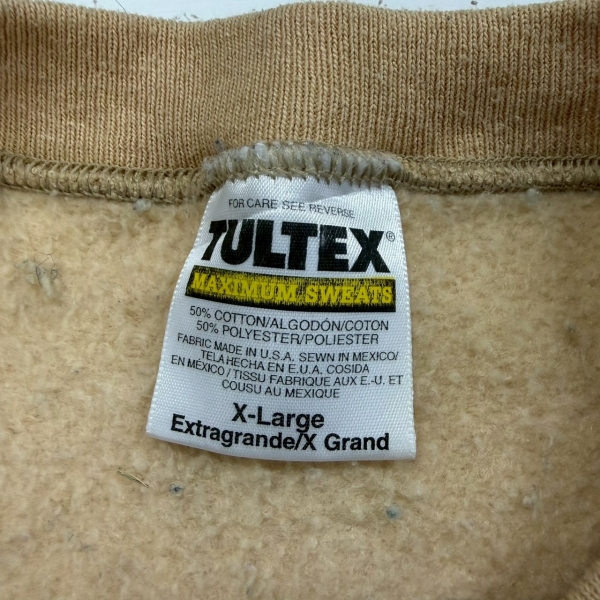 FOR CARE SEE REVERSE
TULTEX®
MAXIMUM SWEATS
50% COTTON/ALGODÓN/COTON
50% POLYESTER/POLIESTER
FABRIC MADE IN U.S.A. SEWN IN MEXICO/
TELA HECHA EN E.U.A. COSIDA
EN MÉXICO/TISSU FABRIQUE AUX E.-U. ET
COUSU AU MEXIQUE
X-Large
Extragrande/X Grand